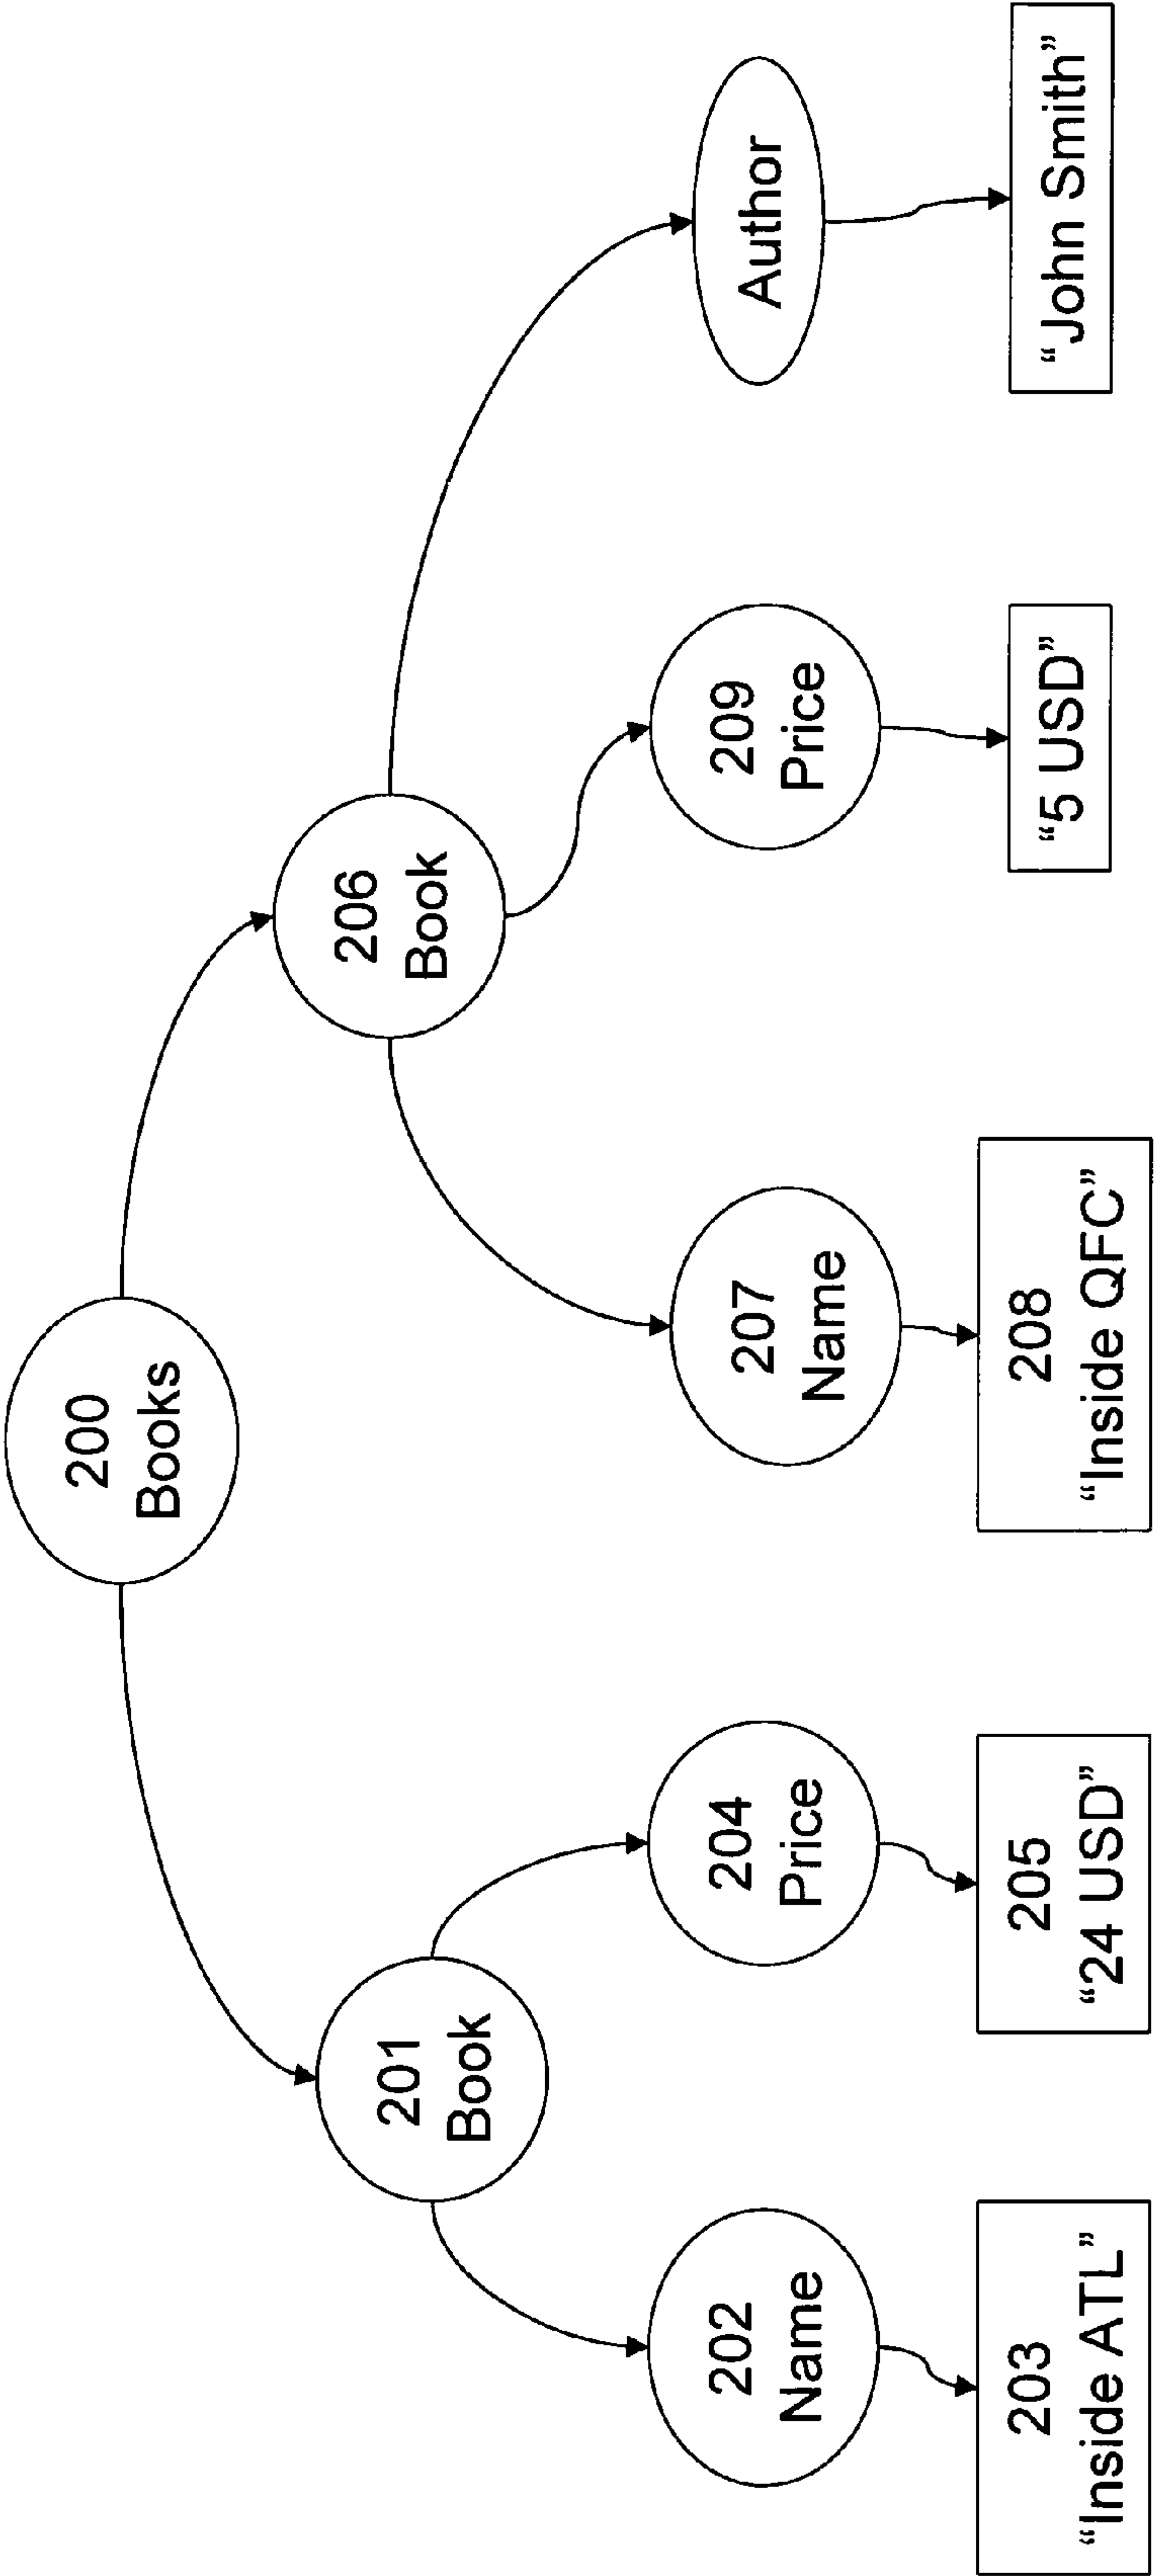 200
Books
201
Book
206
Book
202
Name
204
Price
207
Name
209
Price
Author
203
“Inside ATL”
205
“24 USD”
208
“Inside QFC”
“5 USD”
“John Smith”